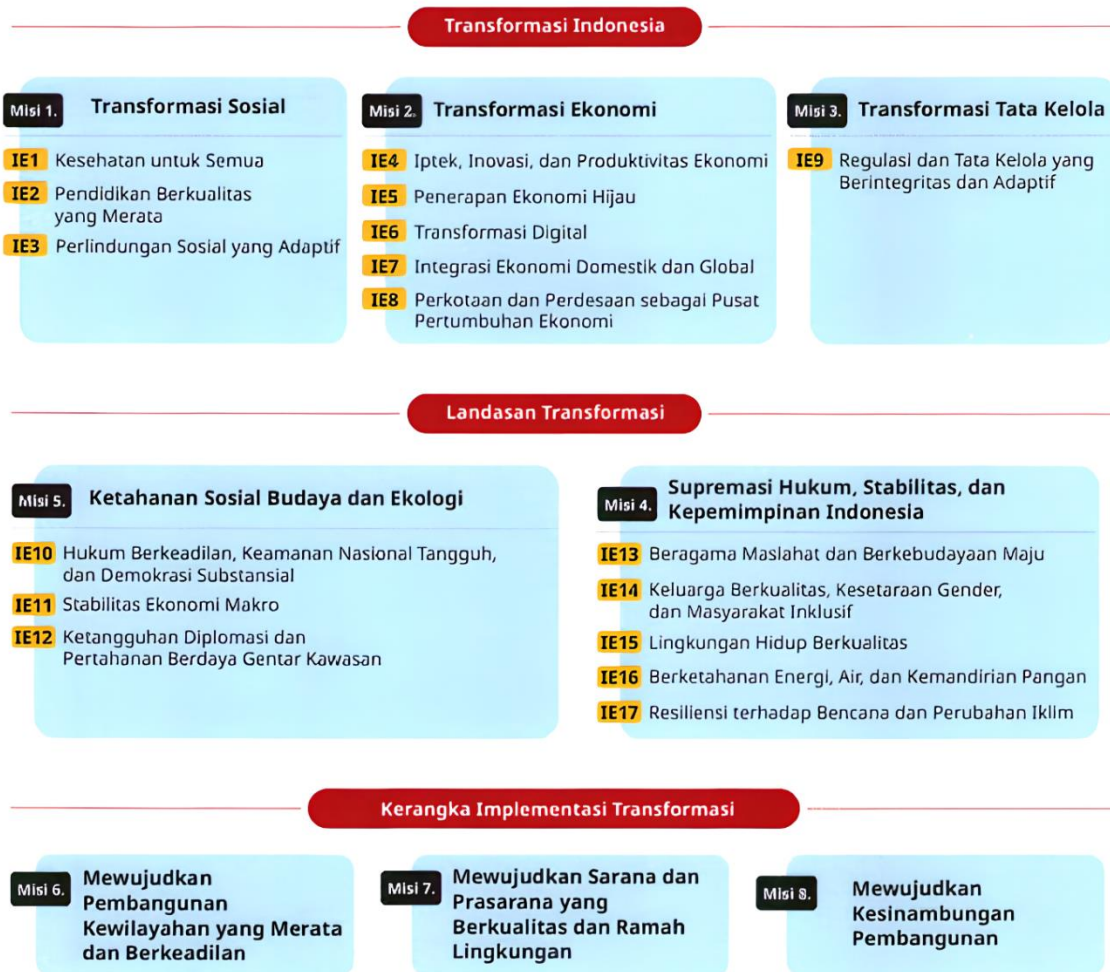 Transformasi Indonesia
Misi 1. Transformasi Sosial
IE1 Kesehatan untuk Semua
IE2 Pendidikan Berkualitas
yang Merata
IE3 Perlindungan Sosial yang Adaptif
Misi 2. Transformasi Ekonomi
IE4 Iptek, Inovasi, dan Produktivitas Ekonomi
IE5 Penerapan Ekonomi Hijau
IE6 Transformasi Digital
IE7 Integrasi Ekonomi Domestik dan Global
IE8 Perkotaan dan Perdesaan sebagai Pusat
Pertumbuhan Ekonomi
Misi 3. Transformasi Tata Kelola
IE9 Regulasi dan Tata Kelola yang
Berintegritas dan Adaptif
Landasan Transformasi
Misi 5. Ketahanan Sosial Budaya dan Ekologi
IE10 Hukum Berkeadilan, Keamanan Nasional Tangguh,
dan Demokrasi Substansial
IE11 Stabilitas Ekonomi Makro
IE12 Ketangguhan Diplomasi dan
Pertahanan Berdaya Gentar Kawasan
Misi 4. Supremasi Hukum, Stabilitas, dan
Kepemimpinan Indonesia
IE13 Beragama Maslahat dan Berkebudayaan Maju
IE14 Keluarga Berkualitas, Kesetaraan Gender,
dan Masyarakat Inklusif
IE15 Lingkungan Hidup Berkualitas
IE16 Berketahanan Energi, Air, dan Kemandirian Pangan
IE17 Resiliensi terhadap Bencana dan Perubahan Iklim
Kerangka Implementasi Transformasi
Misi 6. Mewujudkan
Pembangunan
Kewilayahan yang Merata
dan Berkeadilan
Misi 7. Mewujudkan Sarana dan
Prasarana yang
Berkualitas dan Ramah
Lingkungan
Misi 8. Mewujudkan
Kesinambungan
Pembangunan